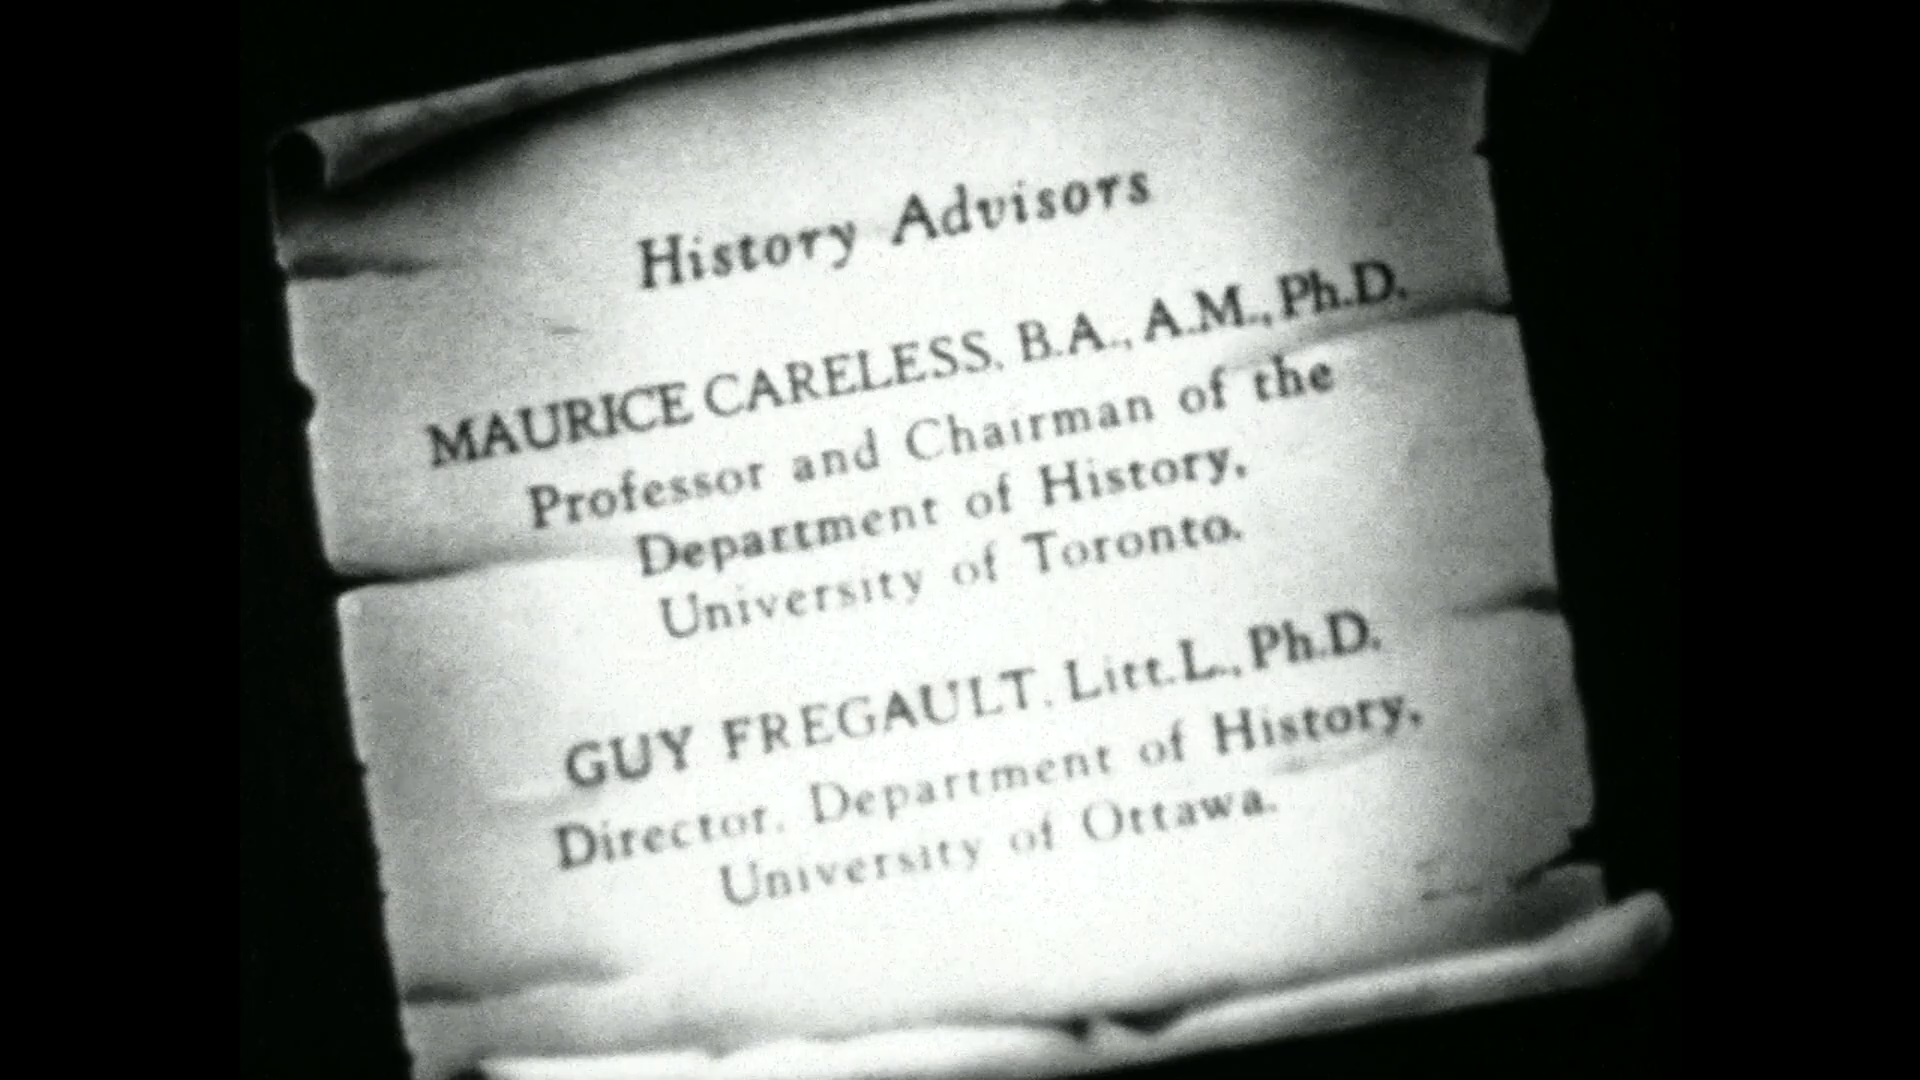 History Advisors
MAURICE CARELESS, B.A., A.M., Ph.D.
Professor and Chairman of the
Department of History,
University of Toronto.
GUY FREGAULT, Litt.L., Ph.D.
Director, Department of History,
University of Ottawa.